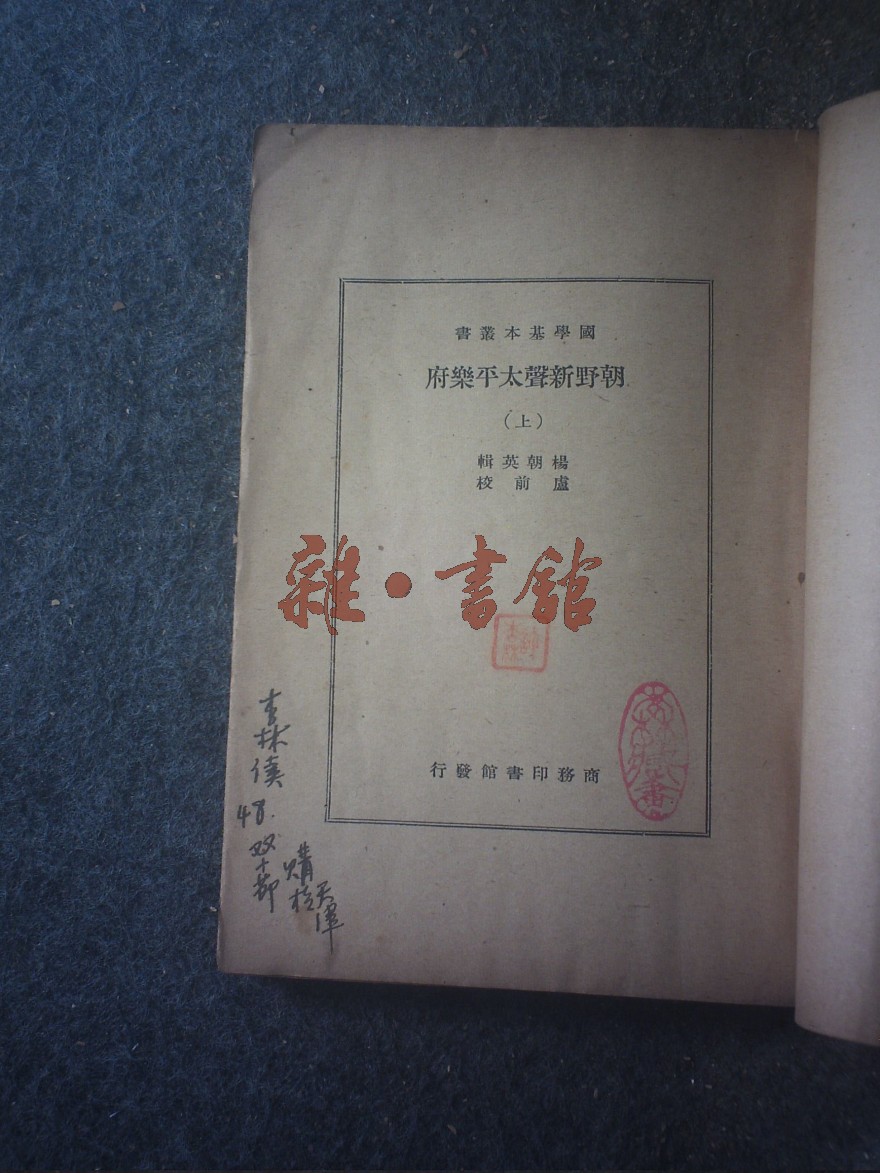 國學基本叢書
朝野新聲太平樂府
(上)
楊朝英輯
盧前校
雜·書館
商務印書館發行
48.
双十節
購於
天津